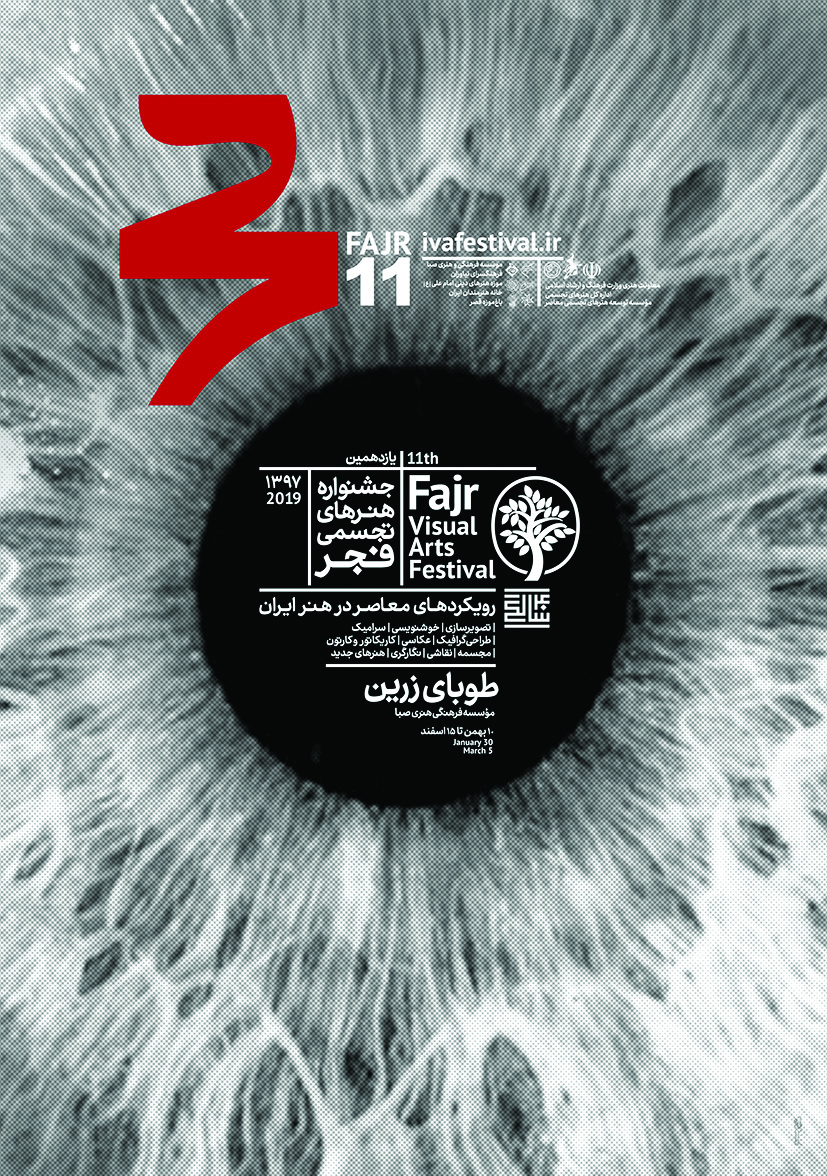 FAJR
11
ivafestival.ir
موسسه فرهنگی و هنری صبا
فرهنگسرای نیاوران
موزه هنرهای دینی امام علی (ع)
خانه هنرمندان ایران
باغ موزه قصر
معاونت هنری وزارت فرهنگ و ارشاد اسلامی
اداره کل هنرهای تجسمی
مؤسسه توسعه هنرهای تجسمی معاصر
یازدهمین | 11th
۱۳۹۷
2019
جشنواره
هنرهای
تجسمی
فجر
Fajr
Visual
Arts
Festival
رویکردهای معاصر در هنر ایران
| تصویرسازی | خوشنویسی | سرامیک
| طراحی‌گرافیک | عکاسی | کاریکاتور و کارتون
| مجسمه | نقاشی | نگارگری | هنرهای جدید
طوبای زرین
مؤسسه فرهنگی هنری صبا
۱۰ بهمن تا ۱۵ اسفند
January 30
March 5